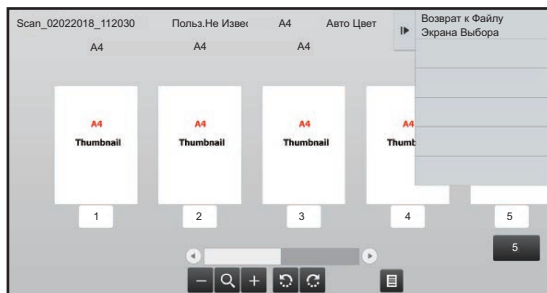 Scan_02022018_112030 Польз.Не Извес A4 Авто Цвет
Возврат к Файлу
Экрана Выбора
A4 A4 A4
A4 A4 A4 A4
Thumbnail Thumbnail Thumbnail Thumb
1 2 3 4 5
5